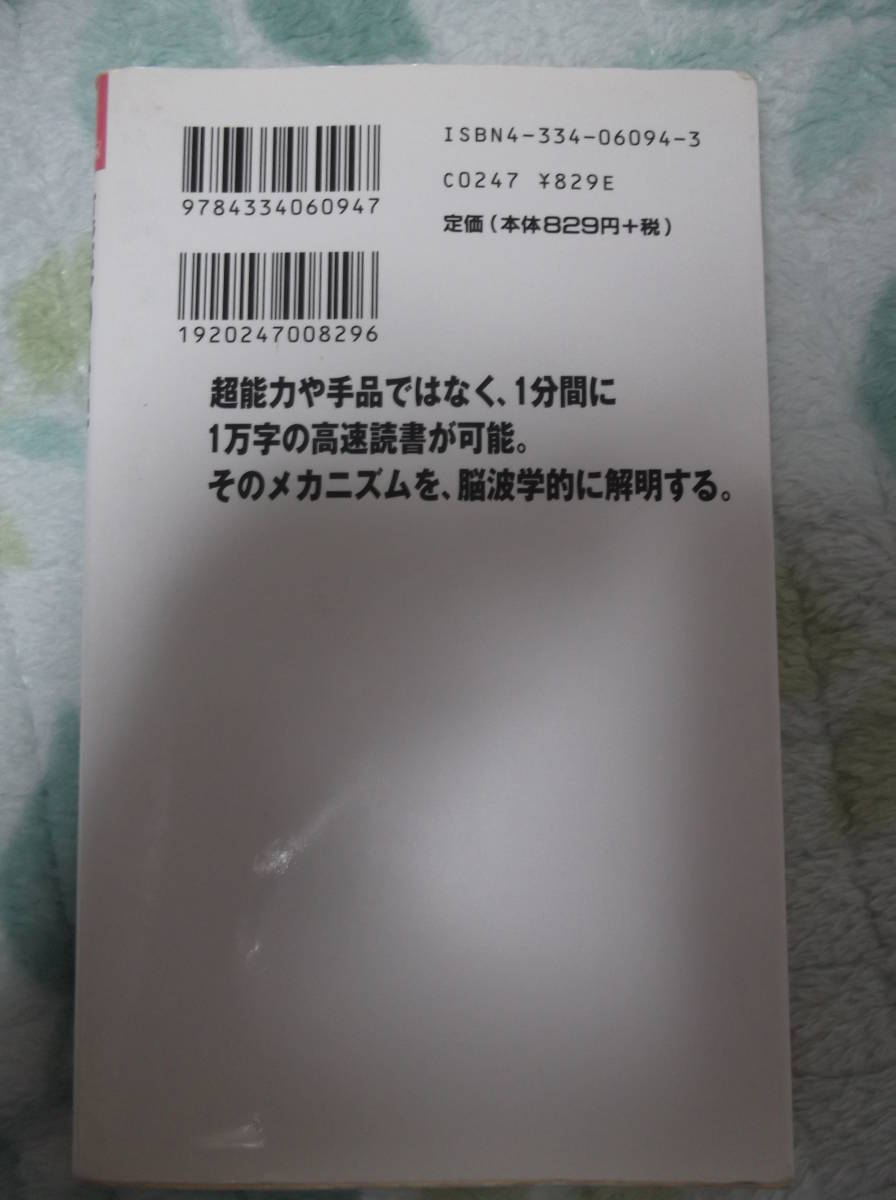 ISBN4-334-06094-3
9784334060947
C0247 ¥829E
定価(本体829円+税)
1920247008296
超能力や手品ではなく、1分間に
1万字の高速読書が可能。
そのメカニズムを、脳波学的に解明する。